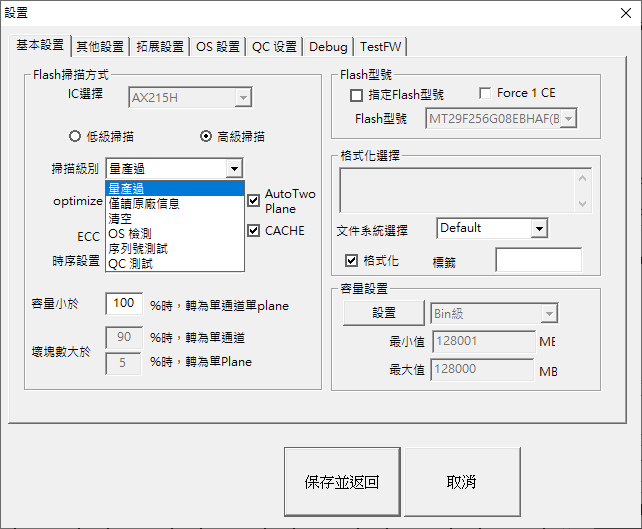 設置
基本設置 其他設置 拓展設置 OS 設置 QC 设置 Debug TestFW
Flash掃描方式
IC選擇 AX215H
低級掃描 高級掃描
掃描級別 量產過
量產過
僅讀原廠信息
清空
OS 檢測
序列號測試
QC 測試
optimize
AutoTwo
Plane
ECC
CACHE
時序設置
容量小於 100 %時，轉為單通道單plane
壞塊數大於
90 %時，轉為單通道
5 %時，轉為單Plane
Flash型號
指定Flash型號 Force 1 CE
Flash型號 MT29F256G08EBHAF(B
格式化選擇
文件系統選擇 Default
格式化 標籤
容量設置
設置 Bin級
最小值 128001 MB
最大值 128000 MB
保存並返回 取消